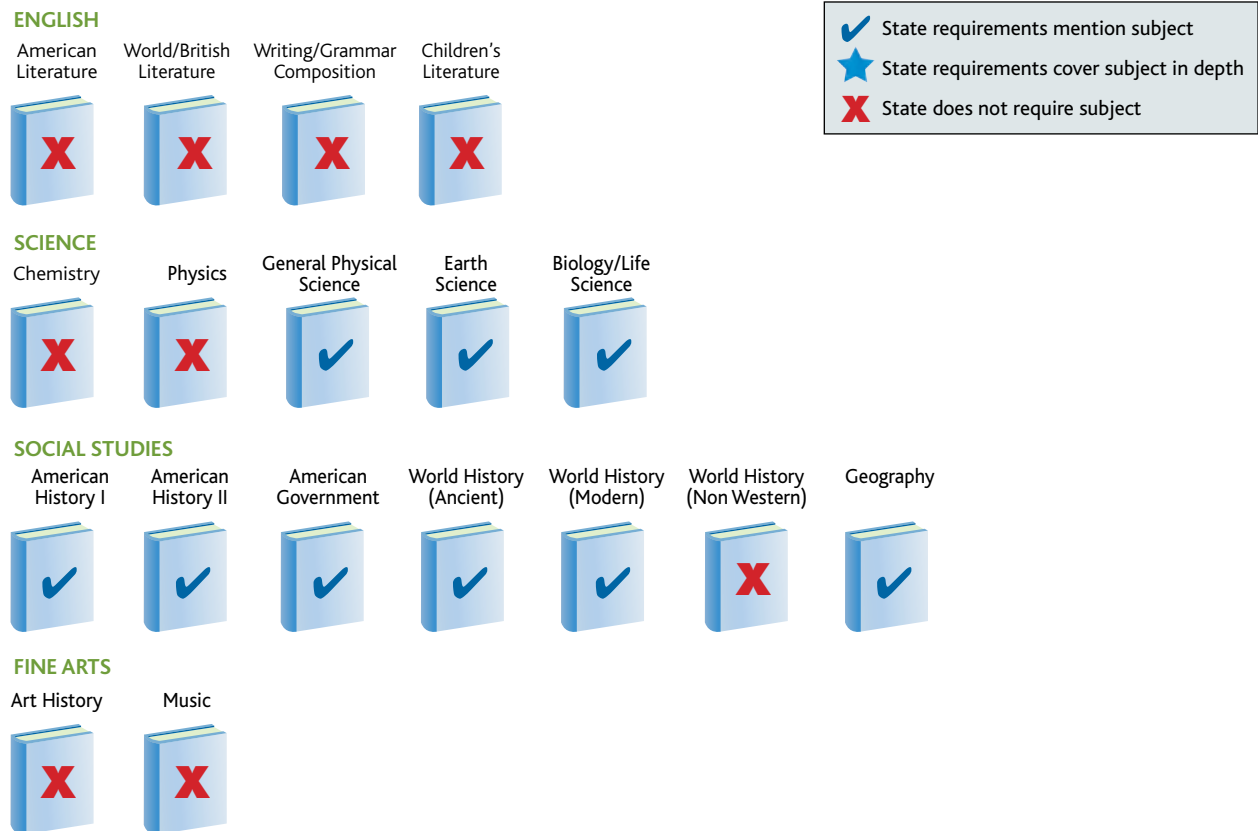 ENGLISH
American
Literature
World/British
Literature
Writing/Grammar
Composition
Children's
Literature
State requirements mention subject
State requirements cover subject in depth
State does not require subject
SCIENCE
Chemistry
Physics
General Physical
Science
Earth
Science
Biology/Life
Science
SOCIAL STUDIES
American
History I
American
History II
American
Government
World History
(Ancient)
World History
(Modern)
World History
(Non Western)
Geography
FINE ARTS
Art History
Music